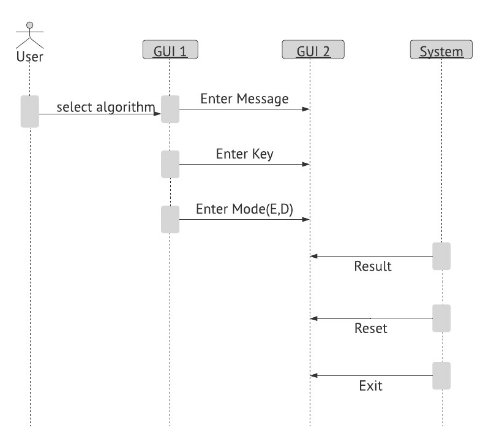 User
GUI 1
GUI 2
System
select algorithm
Enter Message
Enter Key
Enter Mode(E,D)
Result
Reset
Exit